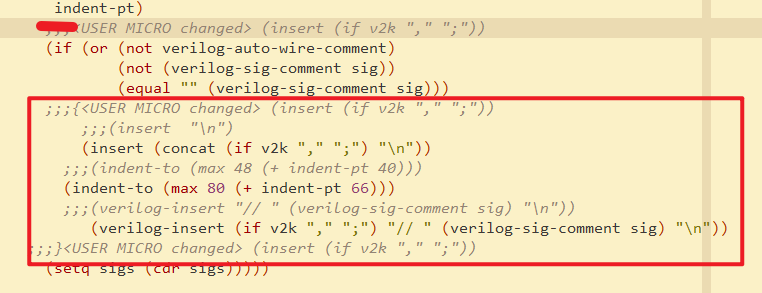 indent-pt)
;;;<USER MICRO changed> (insert (if v2k "," ";"))
(if (or (not verilog-auto-wire-comment)
(not (verilog-sig-comment sig))
(equal "" (verilog-sig-comment sig)))
;;;{<USER MICRO changed> (insert (if v2k "," ";"))
;;;(insert "\n")
(insert (concat (if v2k "," ";") "\n"))
;;;(indent-to (max 48 (+ indent-pt 40)))
(indent-to (max 80 (+ indent-pt 66)))
;;;(verilog-insert "// " (verilog-sig-comment sig) "\n"))
(verilog-insert (if v2k "," ";") "// " (verilog-sig-comment sig) "\n"))
;;;}<USER MICRO changed> (insert (if v2k "," ";"))
(setq sigs (cdr sigs)))))